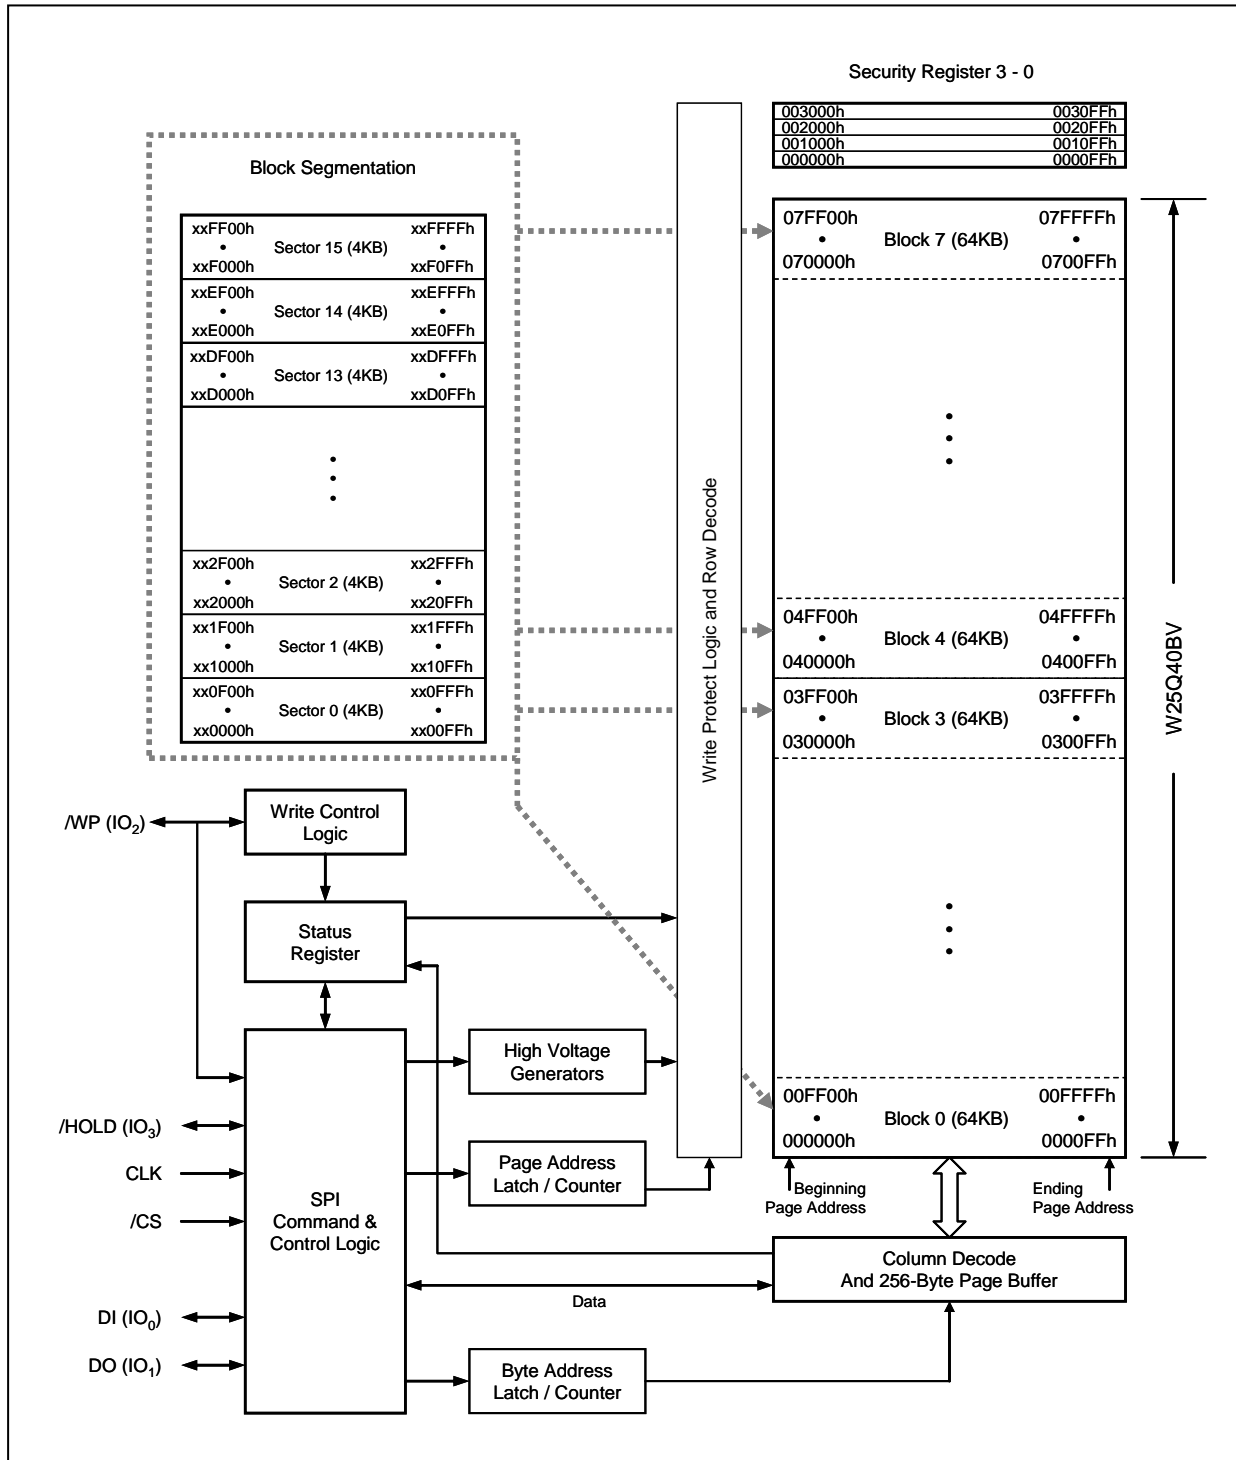 Security Register 3 - 0
003000h 0030FFh
002000h 0020FFh
001000h 0010FFh
000000h 0000FFh
Block Segmentation
xxFF00h xxFFFFh
• Sector 15 (4KB) •
xxF000h xxF0FFh
xxEF00h xxEFFFh
• Sector 14 (4KB) •
xxE000h xxE0FFh
xxDF00h xxDFFFh
• Sector 13 (4KB) •
xxD000h xxD0FFh
xx2F00h xx2FFFh
• Sector 2 (4KB) •
xx2000h xx20FFh
xx1F00h xx1FFFh
• Sector 1 (4KB) •
xx1000h xx10FFh
xx0F00h xx0FFFh
• Sector 0 (4KB) •
xx0000h xx00FFh
Write Protect Logic and Row Decode
07FF00h 07FFFFh
• Block 7 (64KB) •
070000h 0700FFh
04FF00h 04FFFFh
• Block 4 (64KB) •
040000h 0400FFh
03FF00h 03FFFFh
• Block 3 (64KB) •
030000h 0300FFh
00FF00h 00FFFFh
• Block 0 (64KB) •
000000h 0000FFh
W25Q40BV
Beginning
Page Address
Ending
Page Address
/WP (IO2)
Write Control
Logic
Status
Register
High Voltage
Generators
/HOLD (IO3)
CLK
/CS
DI (IO0)
DO (IO1)
SPI
Command &
Control Logic
Page Address
Latch / Counter
Column Decode
And 256-Byte Page Buffer
Data
Byte Address
Latch / Counter